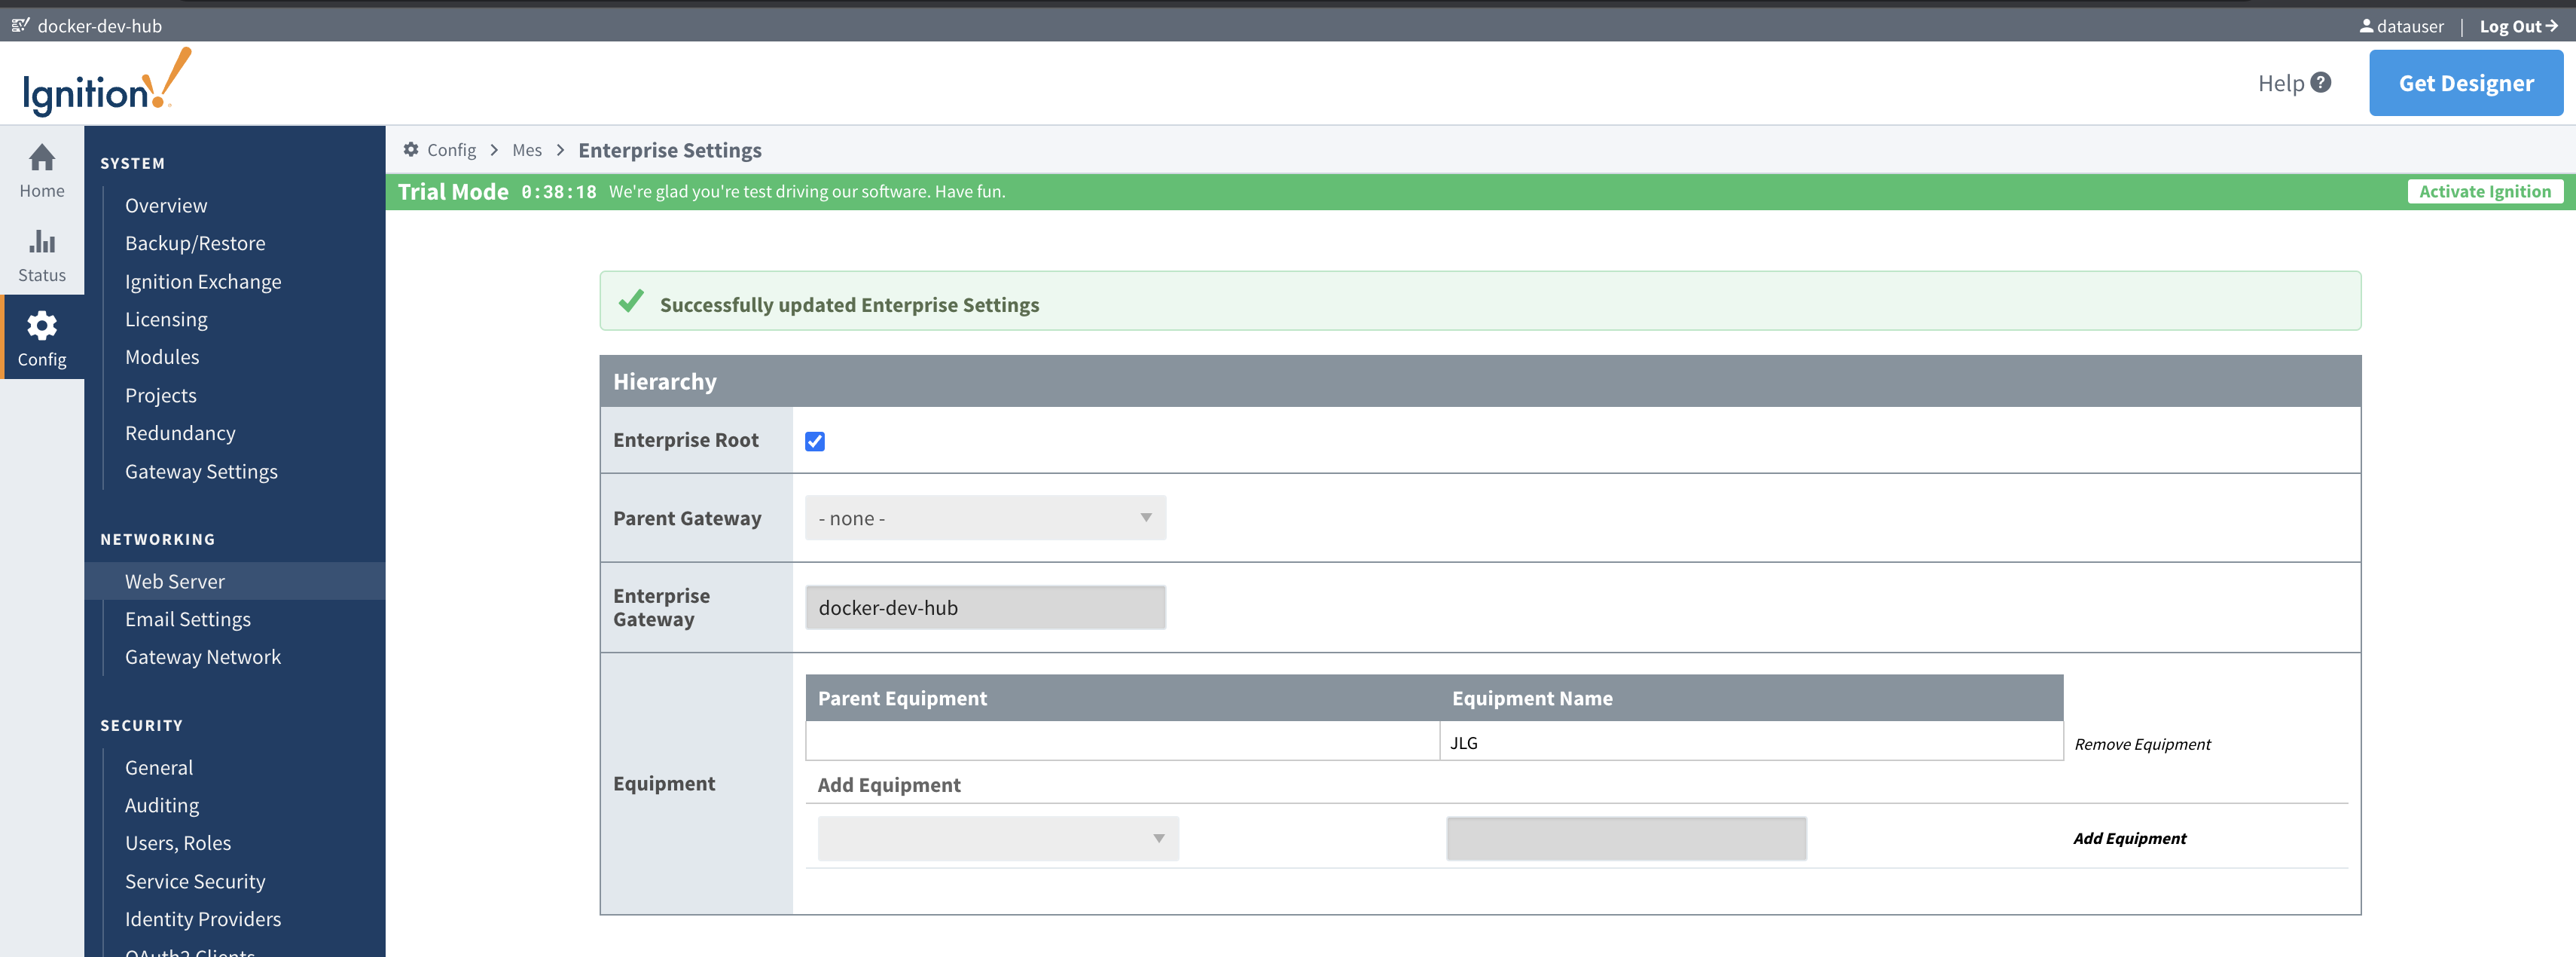 docker-dev-hub
datauser | Log Out
Ignition!
Help
Get Designer
Home
Status
Config
SYSTEM
Overview
Backup/Restore
Ignition Exchange
Licensing
Modules
Projects
Redundancy
Gateway Settings
NETWORKING
Web Server
Email Settings
Gateway Network
SECURITY
General
Auditing
Users, Roles
Service Security
Identity Providers
OAuth2 Clients
Config > Mes > Enterprise Settings
Trial Mode 0:38:18 We're glad you're test driving our software. Have fun.
Activate Ignition
Successfully updated Enterprise Settings
Hierarchy
Enterprise Root
Parent Gateway
- none -
Enterprise
Gateway
docker-dev-hub
Equipment
Parent Equipment
Equipment Name
JLG
Remove Equipment
Add Equipment
Add Equipment